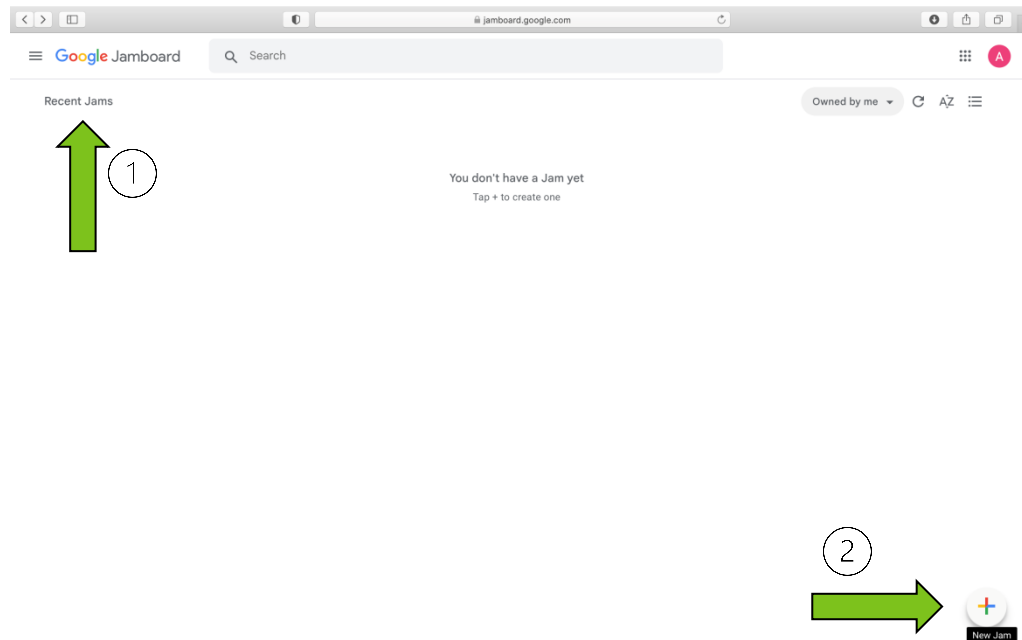 jamboard.google.com
Google Jamboard
Search
A
Recent Jams
Owned by me
AZ
1
You don't have a Jam yet
Tap + to create one
2
New Jam